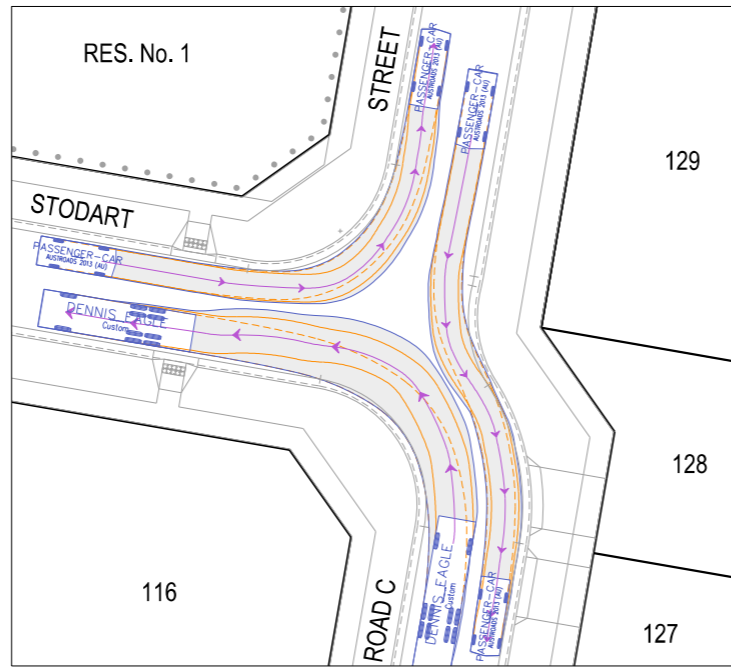 RES. No. 1
STREET
PASSENGER-CAR
AUSTROADS 2013 (AU)
PASSENGER-CAR
AUSTROADS 2013 (AU)
129
STODART
PASSENGER-CAR
AUSTROADS 2013 (AU)
DENNIS EAGLE
Custom
128
DENNIS EAGLE
Custom
PASSENGER-CAR
AUSTROADS 2013 (AU)
116
ROAD C
127